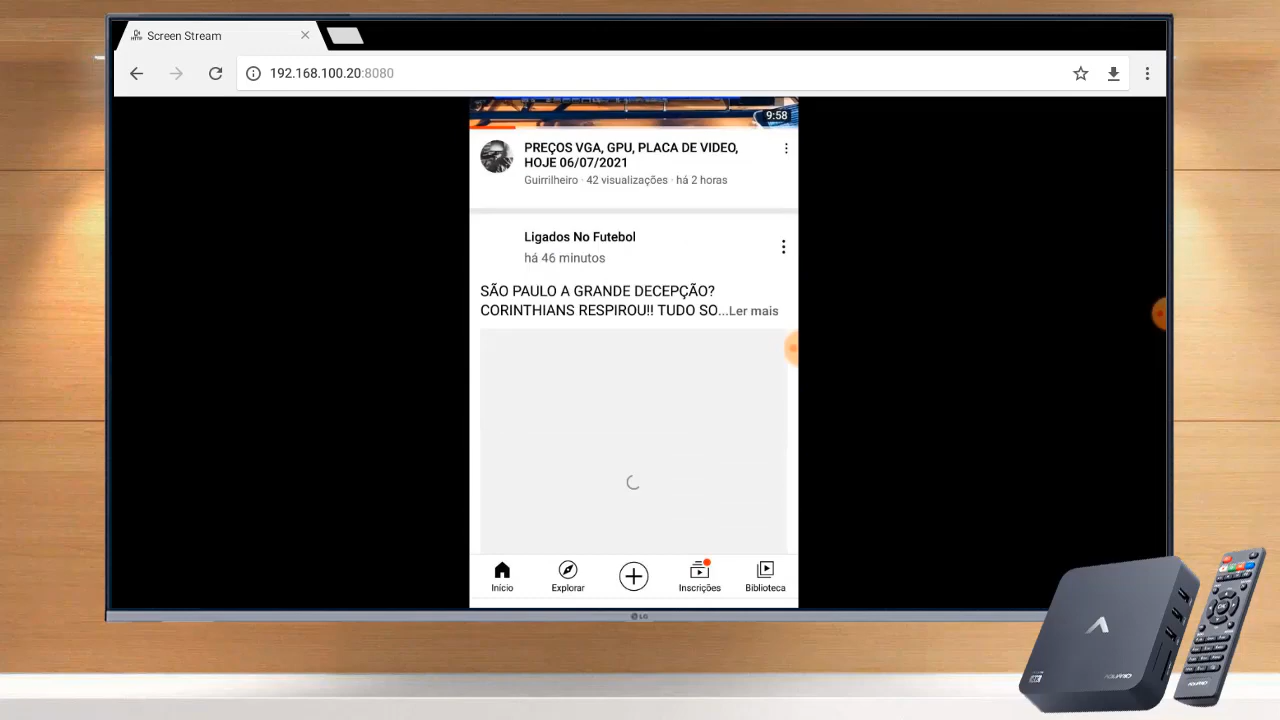 Screen Stream
192.168.100.20:8080
9:58
PREÇOS VGA, GPU, PLACA DE VIDEO,
HOJE 06/07/2021
Guirrilheiro · 42 visualizações · há 2 horas
Ligados No Futebol
há 46 minutos
SÃO PAULO A GRANDE DECEPÇÃO?
CORINTHIANS RESPIROU!! TUDO SO...Ler mais
Início
Explorar
Inscrições
Biblioteca
LG
4K